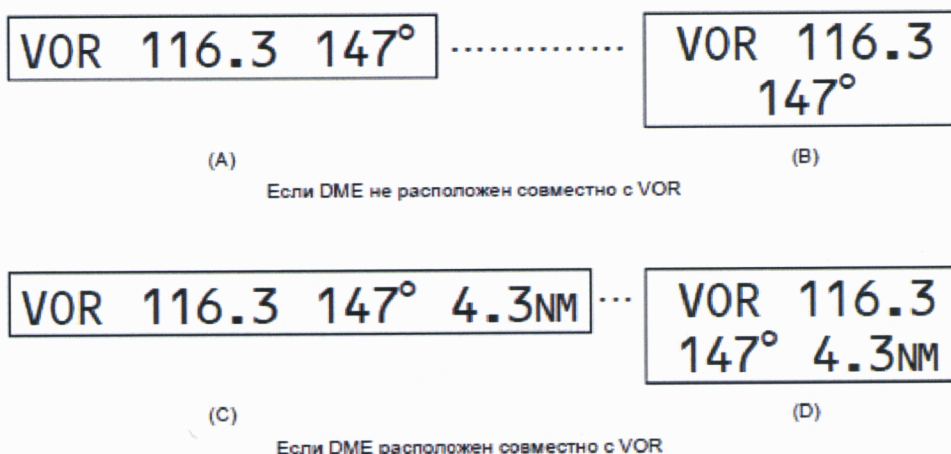 VOR 116.3 147° .............. VOR 116.3
147°
(A) (B)
Если DME не расположен совместно с VOR
VOR 116.3 147° 4.3NM ... VOR 116.3
147° 4.3NM
(C) (D)
Если DME расположен совместно с VOR